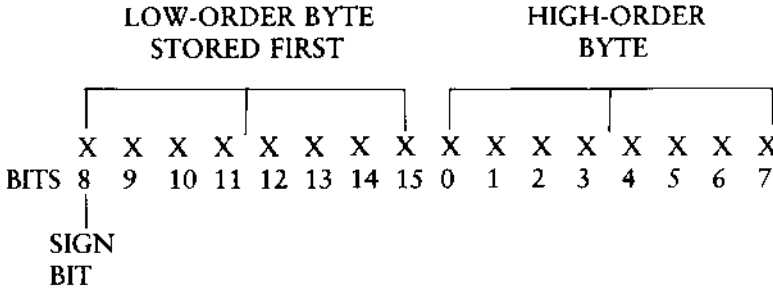 LOW-ORDER BYTE HIGH-ORDER
STORED FIRST BYTE
X X X X X X X X X X X X X X X X
BITS 8 9 10 11 12 13 14 15 0 1 2 3 4 5 6 7
SIGN
BIT